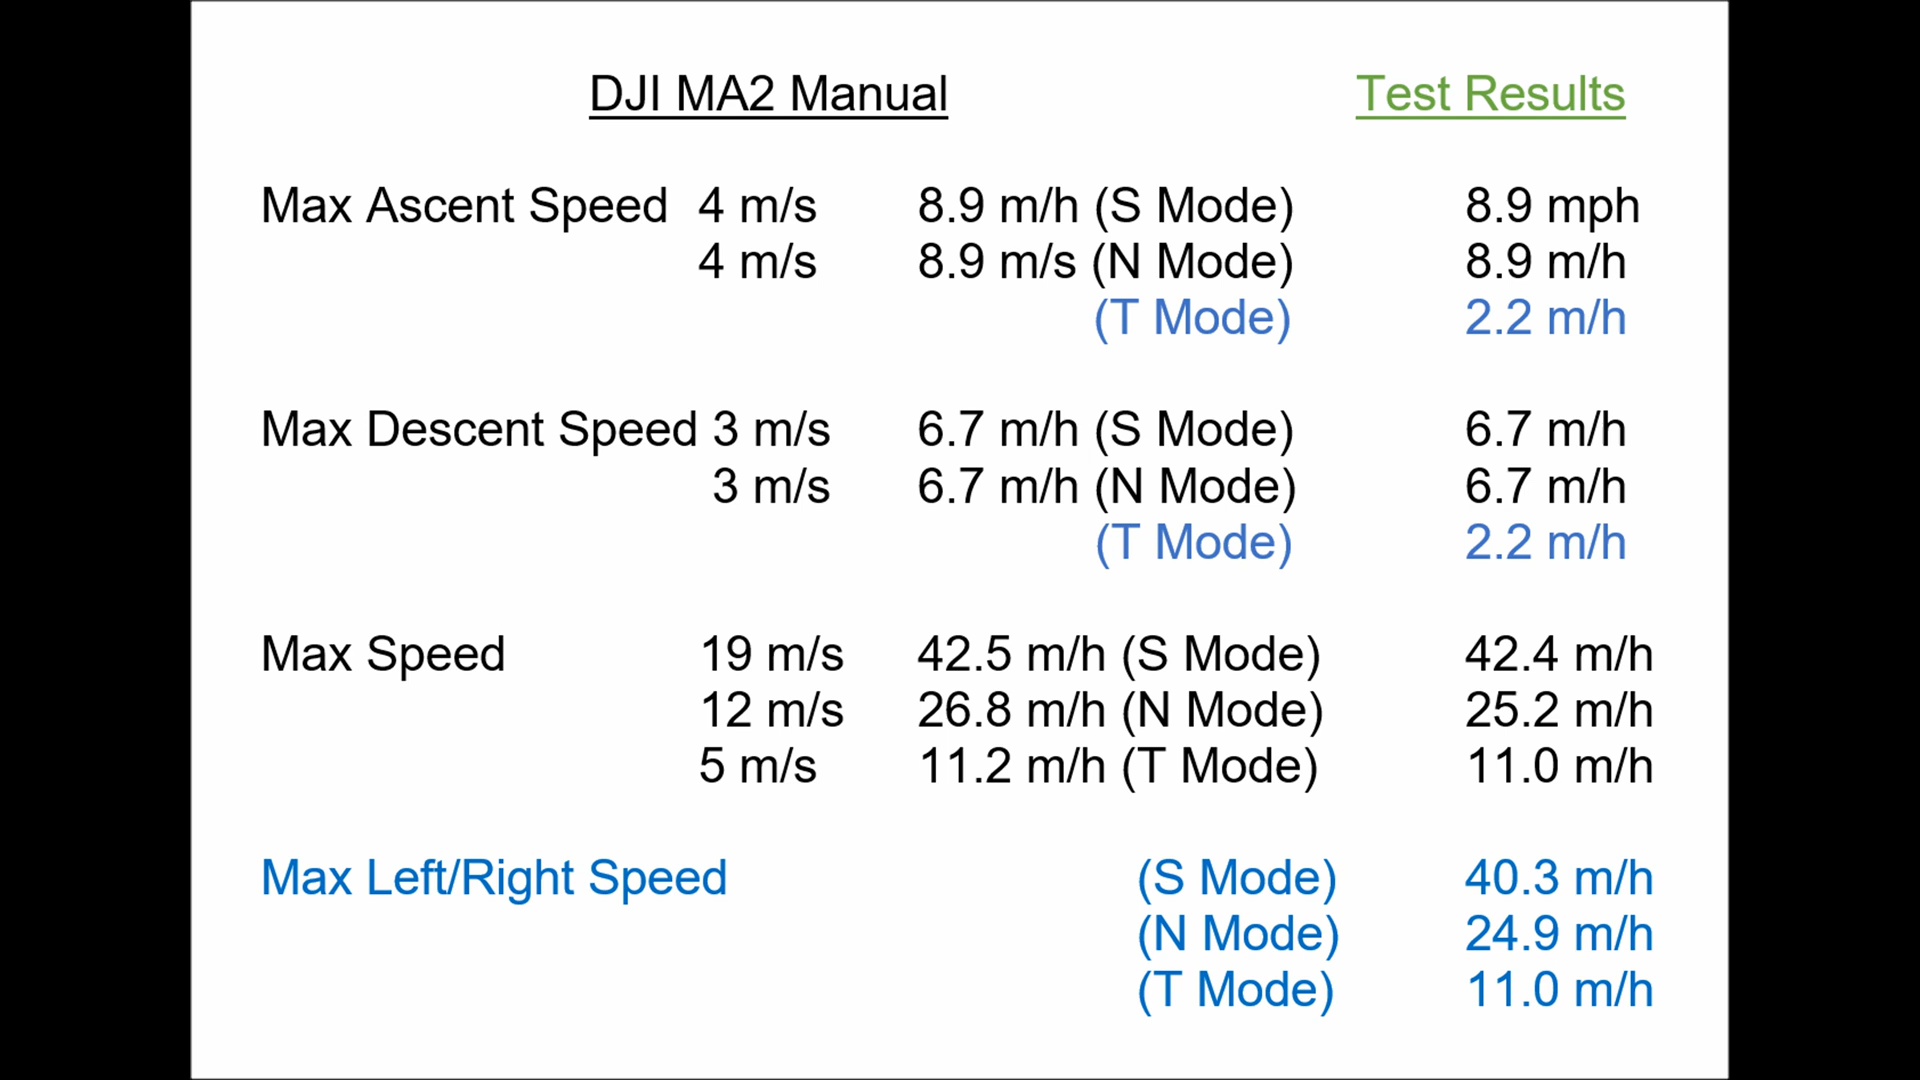 DJI MA2 Manual Test Results
Max Ascent Speed 4 m/s 8.9 m/h (S Mode) 8.9 mph
4 m/s 8.9 m/s (N Mode) 8.9 m/h
(T Mode) 2.2 m/h
Max Descent Speed 3 m/s 6.7 m/h (S Mode) 6.7 m/h
3 m/s 6.7 m/h (N Mode) 6.7 m/h
(T Mode) 2.2 m/h
Max Speed 19 m/s 42.5 m/h (S Mode) 42.4 m/h
12 m/s 26.8 m/h (N Mode) 25.2 m/h
5 m/s 11.2 m/h (T Mode) 11.0 m/h
Max Left/Right Speed (S Mode) 40.3 m/h
(N Mode) 24.9 m/h
(T Mode) 11.0 m/h